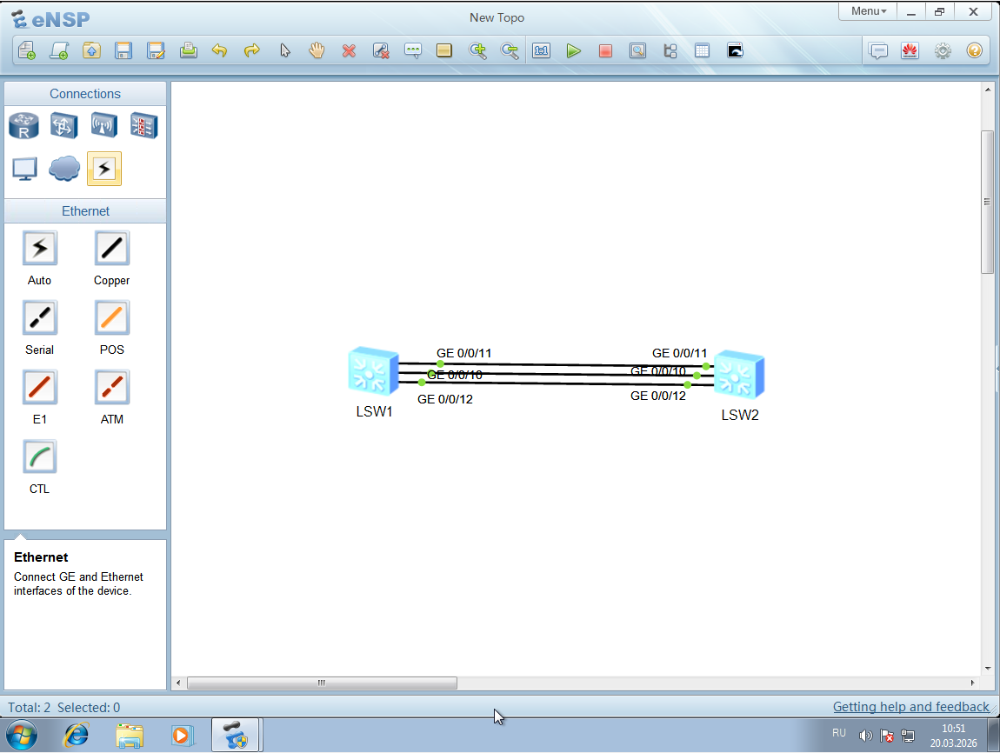 eNSP
New Topo
Menu
1:1
Connections
R
Ethernet
Auto
Copper
Serial
POS
E1
ATM
CTL
Ethernet
Connect GE and Ethernet
interfaces of the device.
GE 0/0/11
GE 0/0/11
GE 0/0/10
GE 0/0/10
GE 0/0/12
GE 0/0/12
LSW1
LSW2
Total: 2 Selected: 0
Getting help and feedback
RU
10:51
20.03.2026